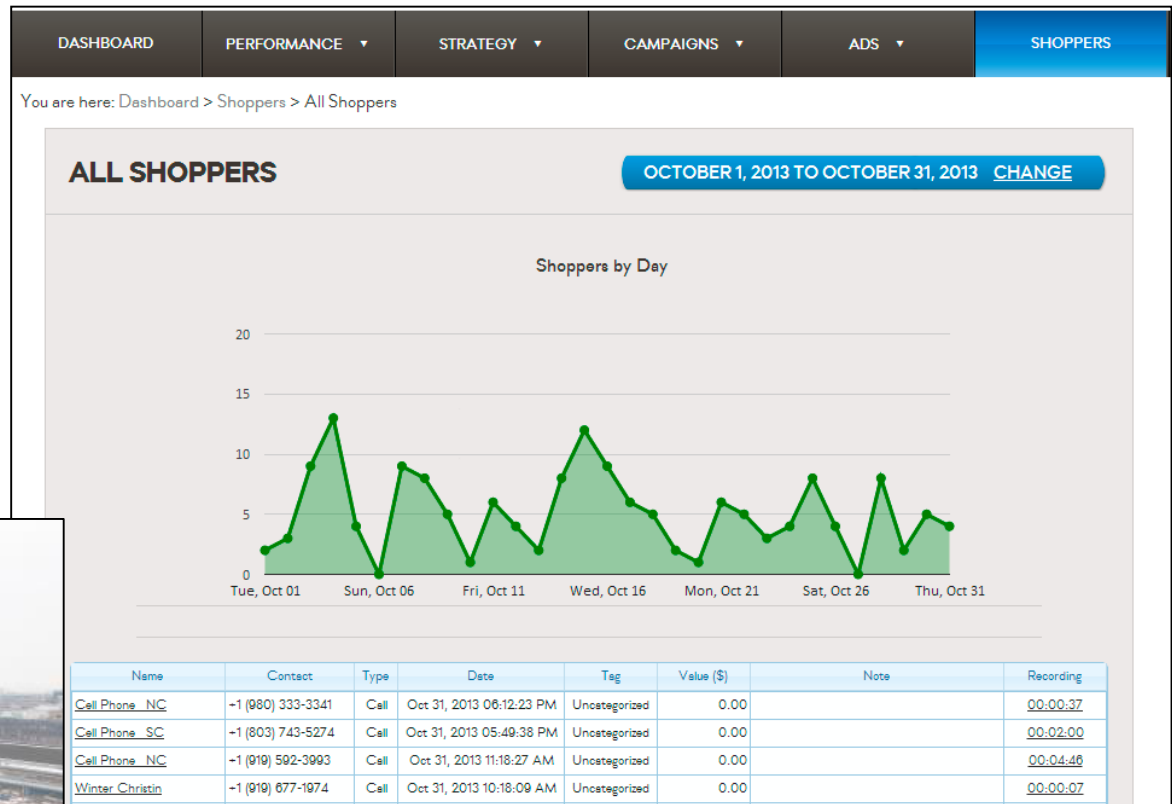 DASHBOARD PERFORMANCE ▼ STRATEGY ▼ CAMPAIGNS ▼ ADS ▼ SHOPPERS
You are here: Dashboard > Shoppers > All Shoppers
ALL SHOPPERS OCTOBER 1, 2013 TO OCTOBER 31, 2013 CHANGE
Shoppers by Day
20
15
10
5
0
Tue, Oct 01 Sun, Oct 06 Fri, Oct 11 Wed, Oct 16 Mon, Oct 21 Sat, Oct 26 Thu, Oct 31
Name Contact Type Date Tag Value ($) Note Recording
Cell Phone NC +1 (980) 333-3341 Call Oct 31, 2013 06:12:23 PM Uncategorized 0.00 00:00:37
Cell Phone SC +1 (803) 743-5274 Call Oct 31, 2013 05:49:38 PM Uncategorized 0.00 00:02:00
Cell Phone NC +1 (919) 592-3993 Call Oct 31, 2013 11:18:27 AM Uncategorized 0.00 00:04:46
Winter Christin +1 (919) 677-1974 Call Oct 31, 2013 10:18:09 AM Uncategorized 0.00 00:00:07